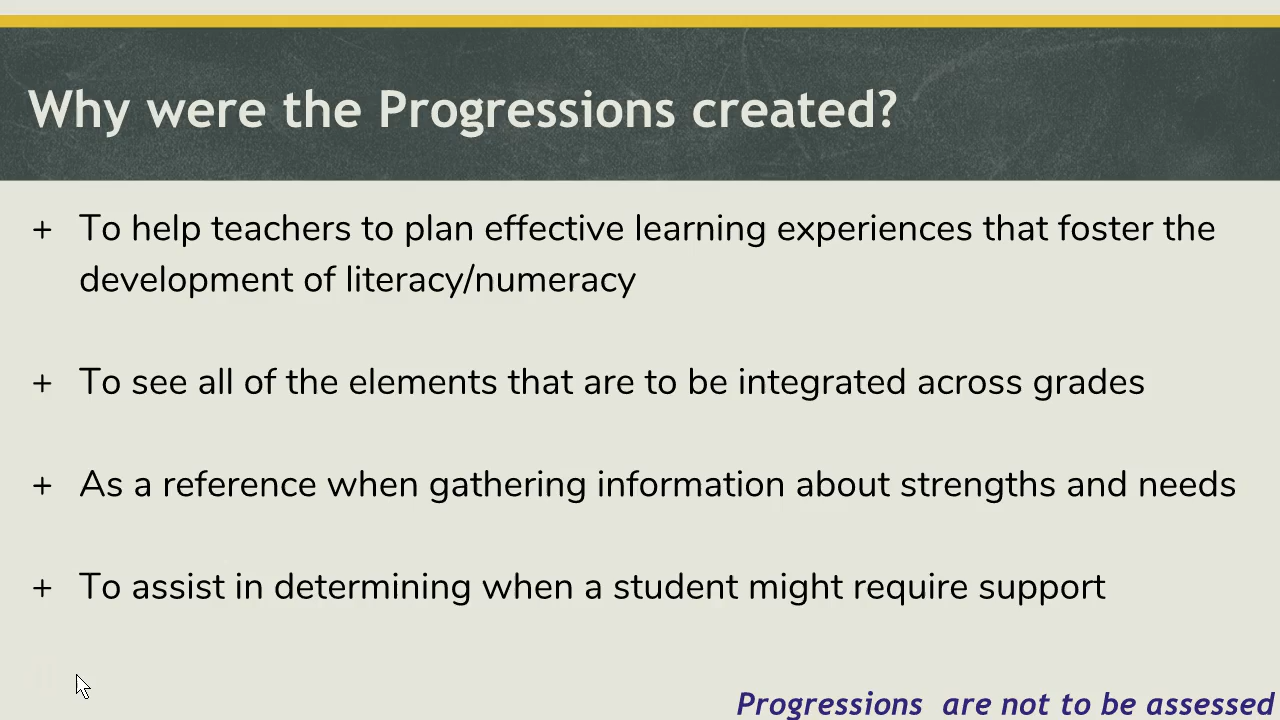 Why were the Progressions created?
+ To help teachers to plan effective learning experiences that foster the
development of literacy/numeracy
+ To see all of the elements that are to be integrated across grades
+ As a reference when gathering information about strengths and needs
+ To assist in determining when a student might require support
Progressions are not to be assessed